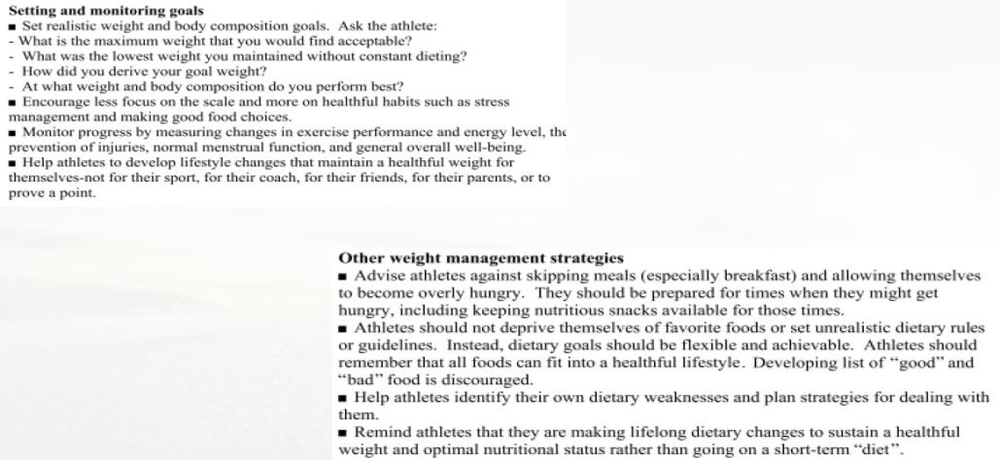 Setting and monitoring goals
▪ Set realistic weight and body composition goals.  Ask the athlete:
- What is the maximum weight that you would find acceptable?
-  What was the lowest weight you maintained without constant dieting?
-  How did you derive your goal weight?
-  At what weight and body composition do you perform best?
▪ Encourage less focus on the scale and more on healthful habits such as stress
management and making good food choices.
▪ Monitor progress by measuring changes in exercise performance and energy level, the
prevention of injuries, normal menstrual function, and general overall well-being.
▪ Help athletes to develop lifestyle changes that maintain a healthful weight for
themselves-not for their sport, for their coach, for their friends, for their parents, or to
prove a point.
Other weight management strategies
▪ Advise athletes against skipping meals (especially breakfast) and allowing themselves
to become overly hungry.  They should be prepared for times when they might get
hungry, including keeping nutritious snacks available for those times.
▪ Athletes should not deprive themselves of favorite foods or set unrealistic dietary rules
or guidelines.  Instead, dietary goals should be flexible and achievable.  Athletes should
remember that all foods can fit into a healthful lifestyle.  Developing list of “good” and
“bad” food is discouraged.
▪ Help athletes identify their own dietary weaknesses and plan strategies for dealing with
them.
▪ Remind athletes that they are making lifelong dietary changes to sustain a healthful
weight and optimal nutritional status rather than going on a short-term “diet”.